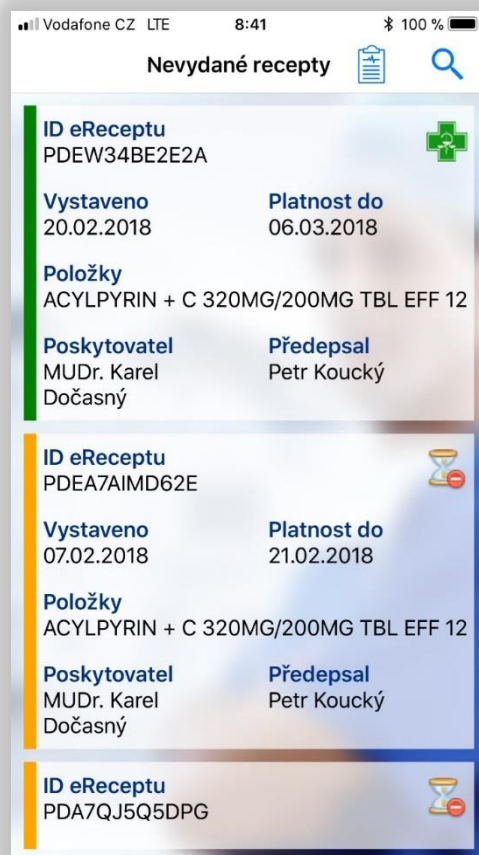 Vodafone CZ LTE 8:41 100 %
Nevydané recepty
ID eReceptu
PDEW34BE2E2A
Vystaveno Platnost do
20.02.2018 06.03.2018
Položky
ACYLPYRIN + C 320MG/200MG TBL EFF 12
Poskytovatel Předepsal
MUDr. Karel Petr Koucký
Dočasný
ID eReceptu
PDEA7AIMD62E
Vystaveno Platnost do
07.02.2018 21.02.2018
Položky
ACYLPYRIN + C 320MG/200MG TBL EFF 12
Poskytovatel Předepsal
MUDr. Karel Petr Koucký
Dočasný
ID eReceptu
PDA7QJ5Q5DPG